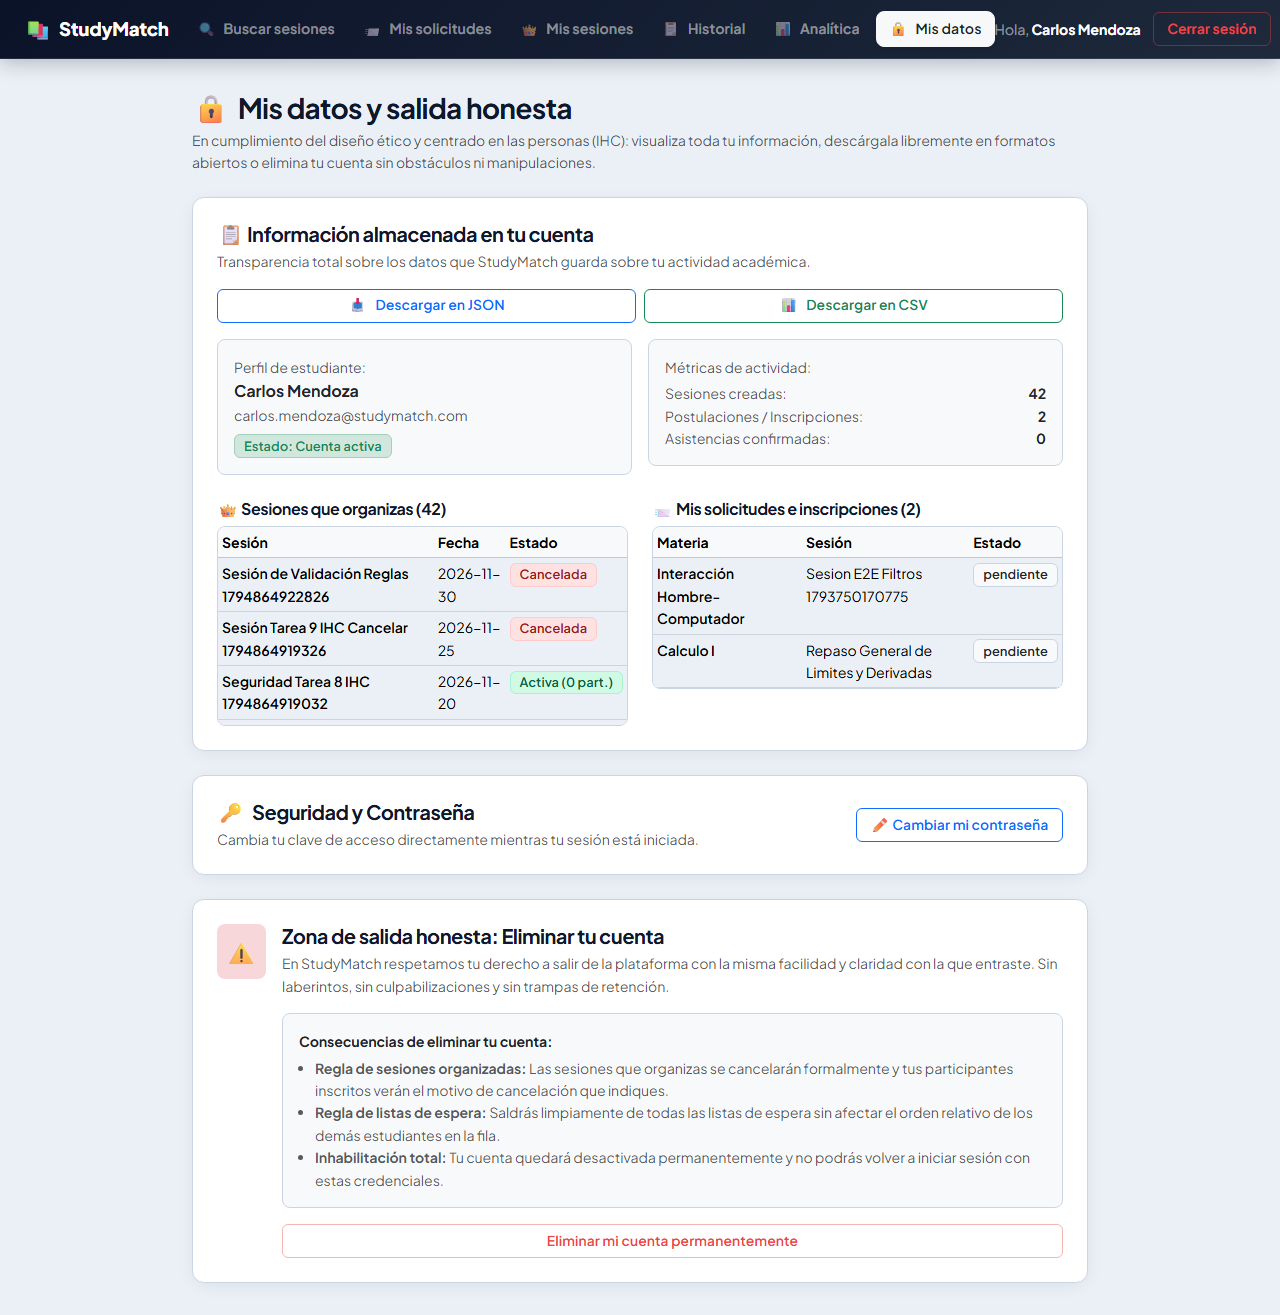 StudyMatch
Buscar sesiones
Mis solicitudes
Mis sesiones
Historial
Analítica
Mis datos
Hola, Carlos Mendoza
Cerrar sesión
Mis datos y salida honesta
En cumplimiento del diseño ético y centrado en las personas (IHC): visualiza toda tu información, descárgala libremente en formatos
abiertos o elimina tu cuenta sin obstáculos ni manipulaciones.
Información almacenada en tu cuenta
Transparencia total sobre los datos que StudyMatch guarda sobre tu actividad académica.
Descargar en JSON
Descargar en CSV
Perfil de estudiante:
Carlos Mendoza
carlos.mendoza@studymatch.com
Estado: Cuenta activa
Métricas de actividad:
Sesiones creadas: 42
Postulaciones / Inscripciones: 2
Asistencias confirmadas: 0
Sesiones que organizas (42)
Sesión Fecha Estado
Sesión de Validación Reglas 2026-11- Cancelada
1794864922826 30
Sesión Tarea 9 IHC Cancelar 2026-11- Cancelada
1794864919326 25
Seguridad Tarea 8 IHC 2026-11- Activa (0 part.)
1794864919032 20
Mis solicitudes e inscripciones (2)
Materia Sesión Estado
Interacción Sesion E2E Filtros pendiente
Hombre- 1793750170775
Computador
Calculo I Repaso General de pendiente
Limites y Derivadas
Seguridad y Contraseña
Cambia tu clave de acceso directamente mientras tu sesión está iniciada.
Cambiar mi contraseña
Zona de salida honesta: Eliminar tu cuenta
En StudyMatch respetamos tu derecho a salir de la plataforma con la misma facilidad y claridad con la que entraste. Sin
laberintos, sin culpabilizaciones y sin trampas de retención.
Consecuencias de eliminar tu cuenta:
• Regla de sesiones organizadas: Las sesiones que organizas se cancelarán formalmente y tus participantes
inscritos verán el motivo de cancelación que indiques.
• Regla de listas de espera: Saldrás limpiamente de todas las listas de espera sin afectar el orden relativo de los
demás estudiantes en la fila.
• Inhabilitación total: Tu cuenta quedará desactivada permanentemente y no podrás volver a iniciar sesión con
estas credenciales.
Eliminar mi cuenta permanentemente